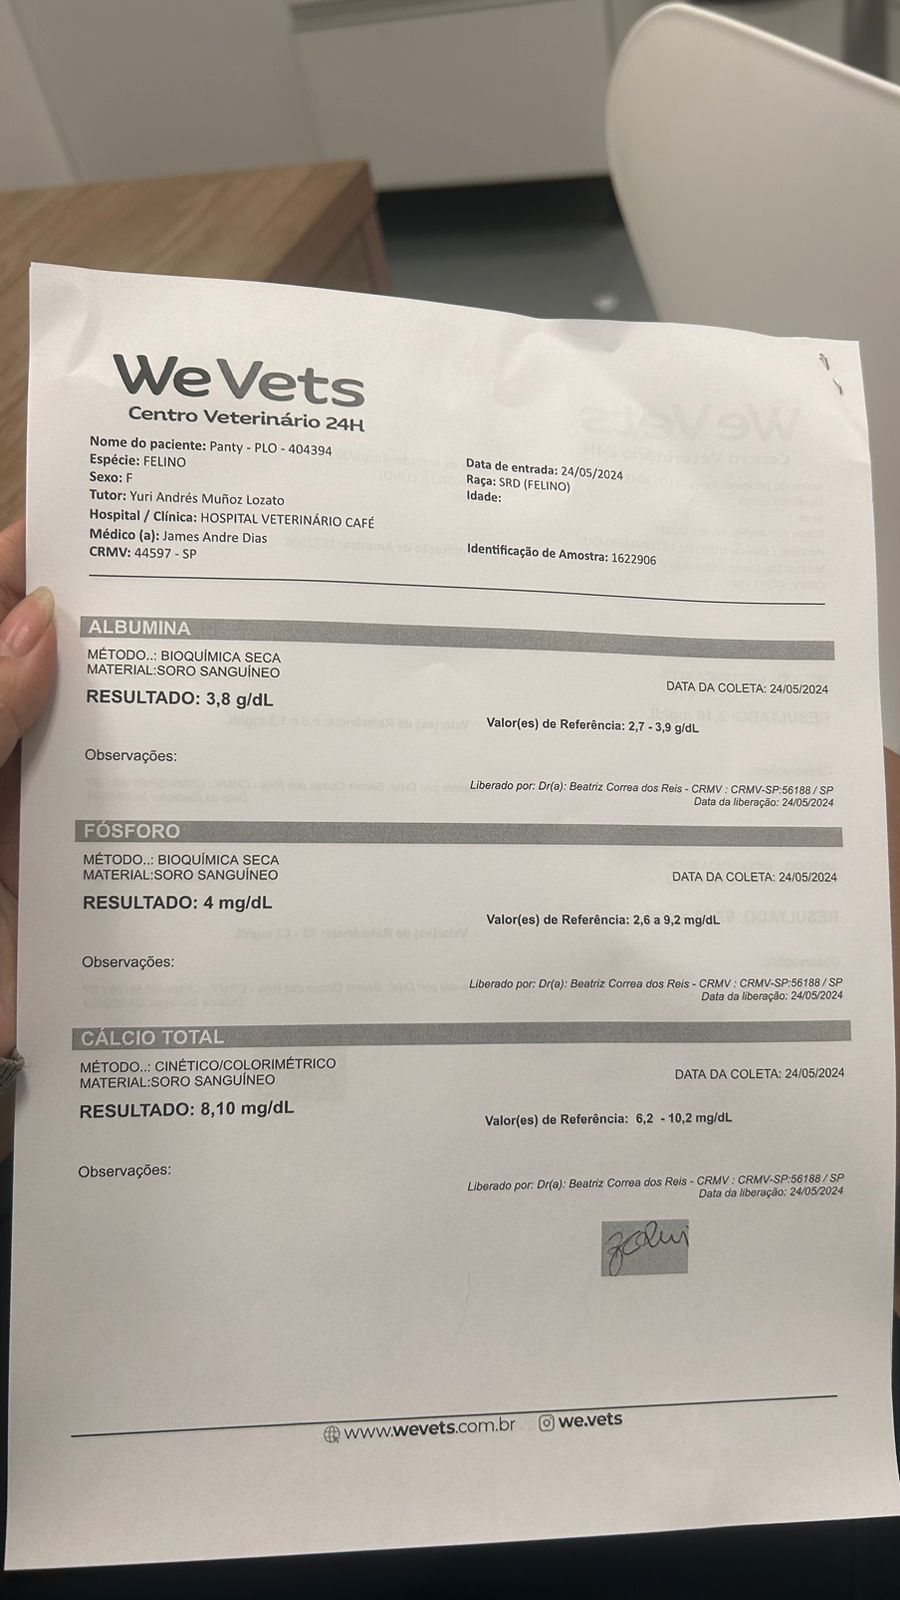 We Vets
Centro Veterinário 24H
Nome do paciente: Panty - PLO - 404394
Espécie: FELINO
Sexo: F
Tutor: Yuri Andrés Muñoz Lozato
Hospital / Clínica: HOSPITAL VETERINÁRIO CAFÉ
Médico (a): James Andre Dias
CRMV: 44597 - SP
Data de entrada: 24/05/2024
Raça: SRD (FELINO)
Idade:
Identificação de Amostra: 1622906
ALBUMINA
MÉTODO..: BIOQUÍMICA SECA
MATERIAL:SORO SANGUÍNEO
DATA DA COLETA: 24/05/2024
RESULTADO: 3,8 g/dL
Valor(es) de Referência: 2,7 - 3,9 g/dL
Observações:
Liberado por: Dr(a): Beatriz Correa dos Reis - CRMV : CRMV-SP:56188 / SP
Data da liberação: 24/05/2024
FÓSFORO
MÉTODO..: BIOQUÍMICA SECA
MATERIAL:SORO SANGUÍNEO
DATA DA COLETA: 24/05/2024
RESULTADO: 4 mg/dL
Valor(es) de Referência: 2,6 a 9,2 mg/dL
Observações:
Liberado por: Dr(a): Beatriz Correa dos Reis - CRMV : CRMV-SP:56188 / SP
Data da liberação: 24/05/2024
CÁLCIO TOTAL
MÉTODO..: CINÉTICO/COLORIMÉTRICO
MATERIAL:SORO SANGUÍNEO
DATA DA COLETA: 24/05/2024
RESULTADO: 8,10 mg/dL
Valor(es) de Referência: 6,2 - 10,2 mg/dL
Observações:
Liberado por: Dr(a): Beatriz Correa dos Reis - CRMV : CRMV-SP:56188 / SP
Data da liberação: 24/05/2024
www.wevets.com.br we.vets